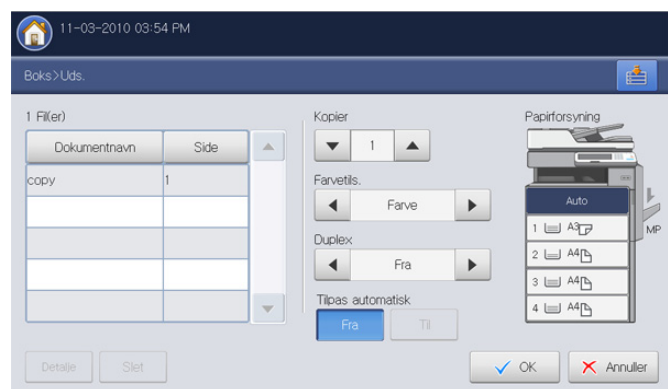 11-03-2010 03:54 PM
Boks>Uds.
1 Fil(er)
Dokumentnavn Side
copy 1
Kopier
1
Farvetils.
Farve
Duplex
Fra
Tilpas automatisk
Fra Til
Papirforsyning
Auto
MP
1 A3
2 A4
3 A4
4 A4
Detalje Slet
OK Annuller